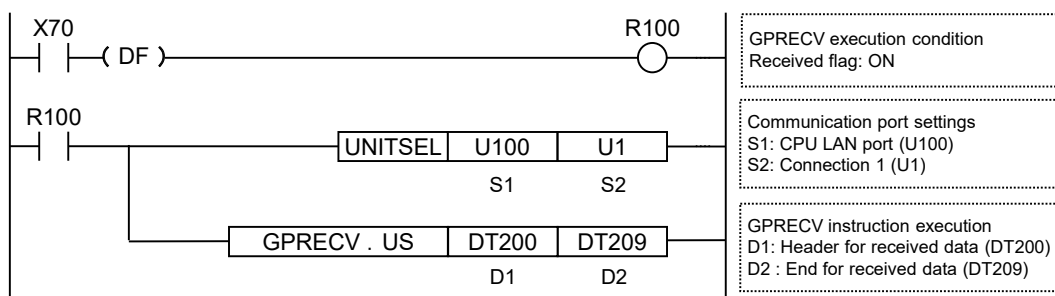 X70
( DF )
R100
GPRECV execution condition
Received flag: ON
R100
UNITSEL U100 U1
S1 S2
Communication port settings
S1: CPU LAN port (U100)
S2: Connection 1 (U1)
GPRECV . US DT200 DT209
D1 D2
GPRECV instruction execution
D1: Header for received data (DT200)
D2 : End for received data (DT209)